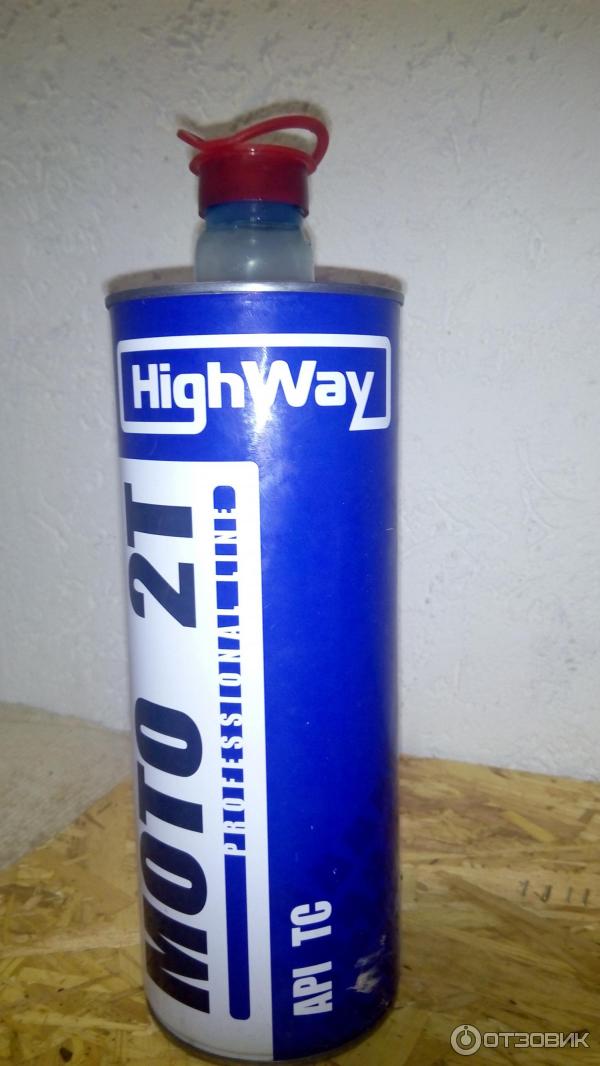 HighWay
MOTO 2T
PROFESSIONAL LINE
API TC
ОТЗОВИК